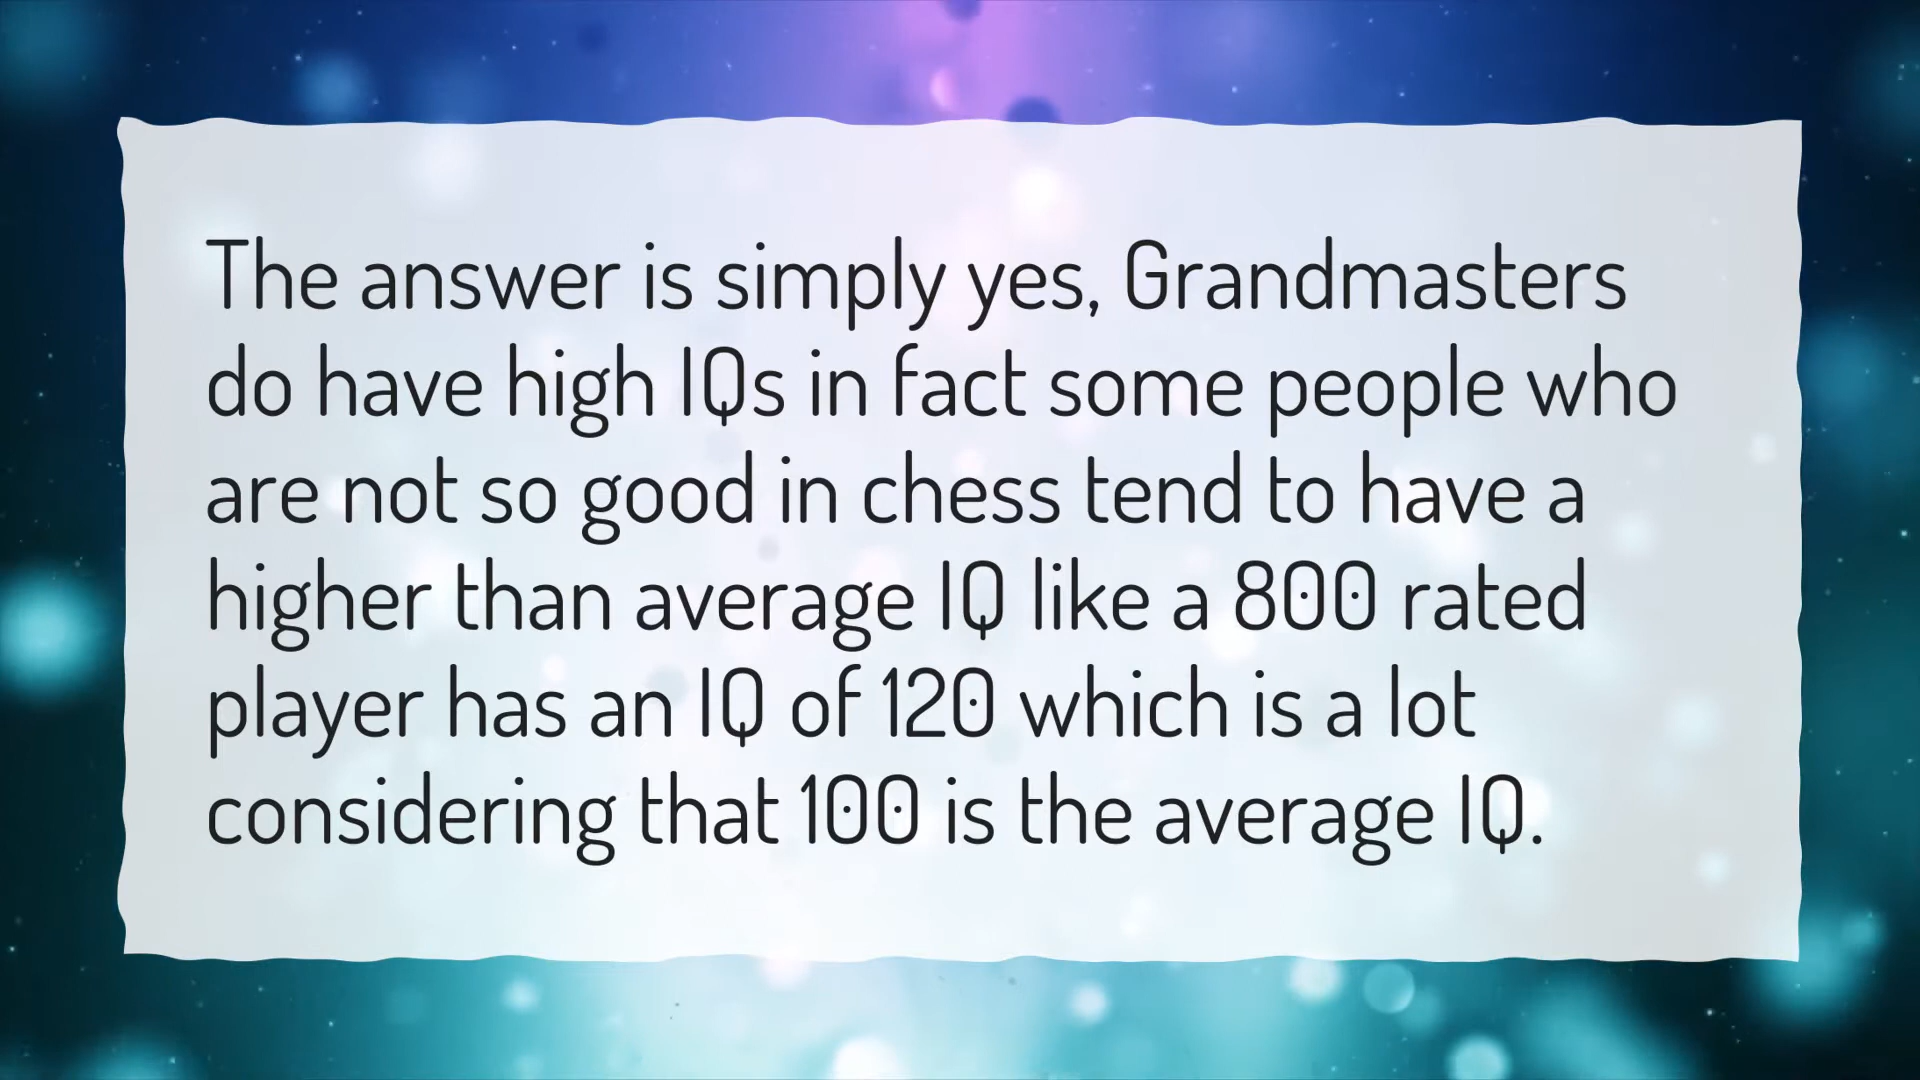 The answer is simply yes, Grandmasters
do have high IQs in fact some people who
are not so good in chess tend to have a
higher than average IQ like a 800 rated
player has an IQ of 120 which is a lot
considering that 100 is the average IQ.